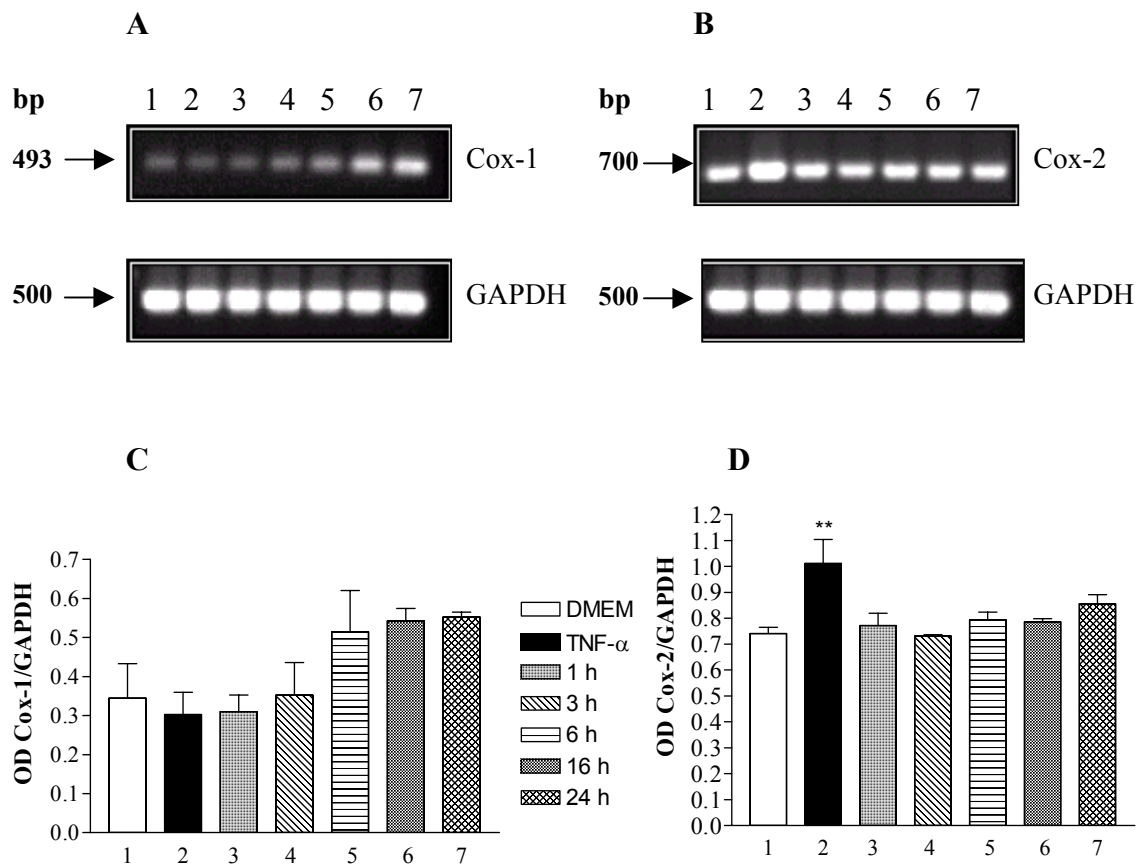 A
bp
1 2 3 4 5 6 7
493
Cox-1
500
GAPDH
B
bp
1 2 3 4 5 6 7
700
Cox-2
500
GAPDH
C
OD Cox-1/GAPDH
0.7
0.6
0.5
0.4
0.3
0.2
0.1
0.0
1 2 3 4 5 6 7
DMEM
TNF-α
1 h
3 h
6 h
16 h
24 h
D
OD Cox-2/GAPDH
1.2
1.1
1.0
0.9
0.8
0.7
0.6
0.5
0.4
0.3
0.2
0.1
0.0
**
1 2 3 4 5 6 7